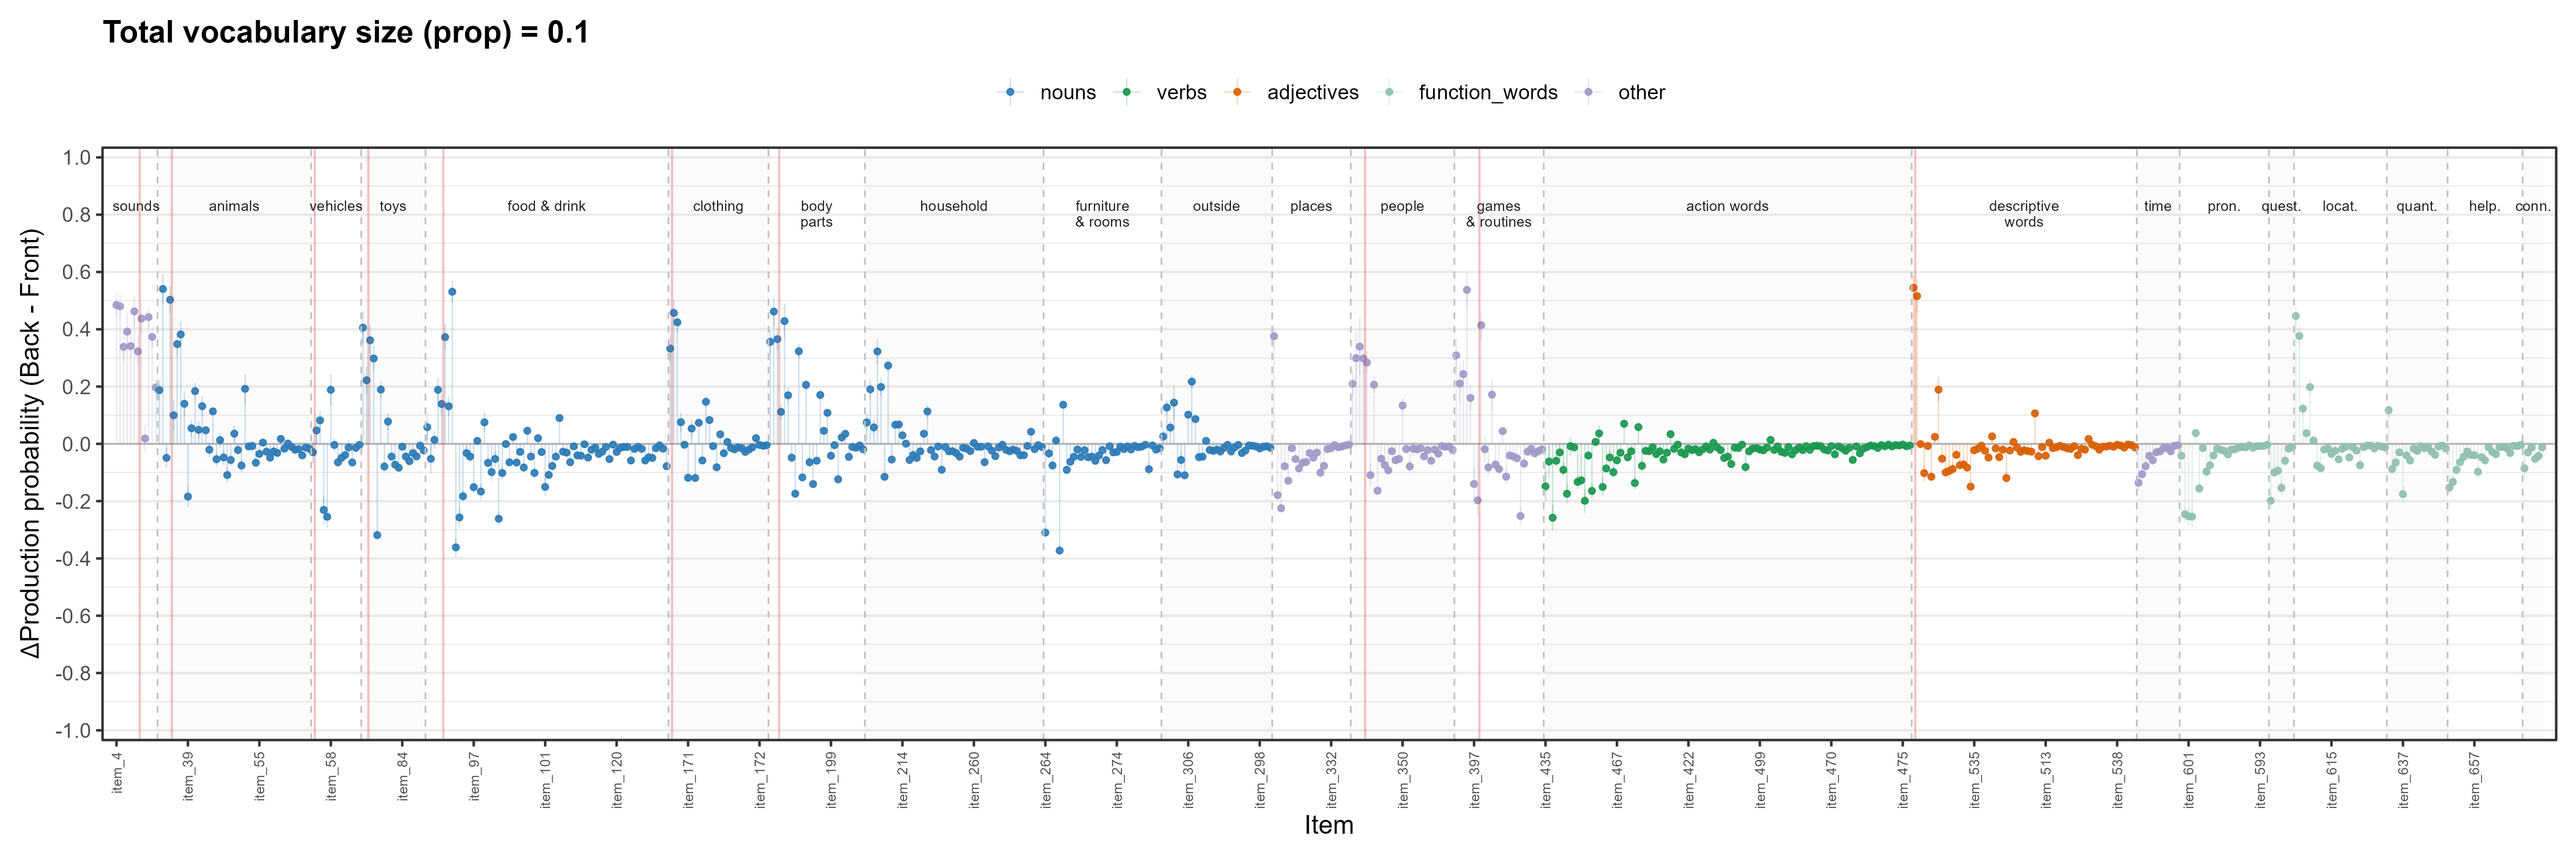 Total vocabulary size (prop) = 0.1
nouns verbs adjectives function_words other
ΔProduction probability (Back - Front)
1.0
0.8
0.6
0.4
0.2
0.0
-0.2
-0.4
-0.6
-0.8
-1.0
sounds animals vehicles toys food & drink clothing body parts household furniture & rooms outside places people games & routines action words descriptive words time pron. quest. locat. quant. help. conn.
item_4 item_39 item_55 item_58 item_84 item_97 item_101 item_120 item_171 item_172 item_199 item_214 item_260 item_264 item_274 item_306 item_298 item_332 item_350 item_397 item_435 item_467 item_422 item_499 item_470 item_475 item_535 item_513 item_538 item_601 item_593 item_615 item_637 item_657
Item